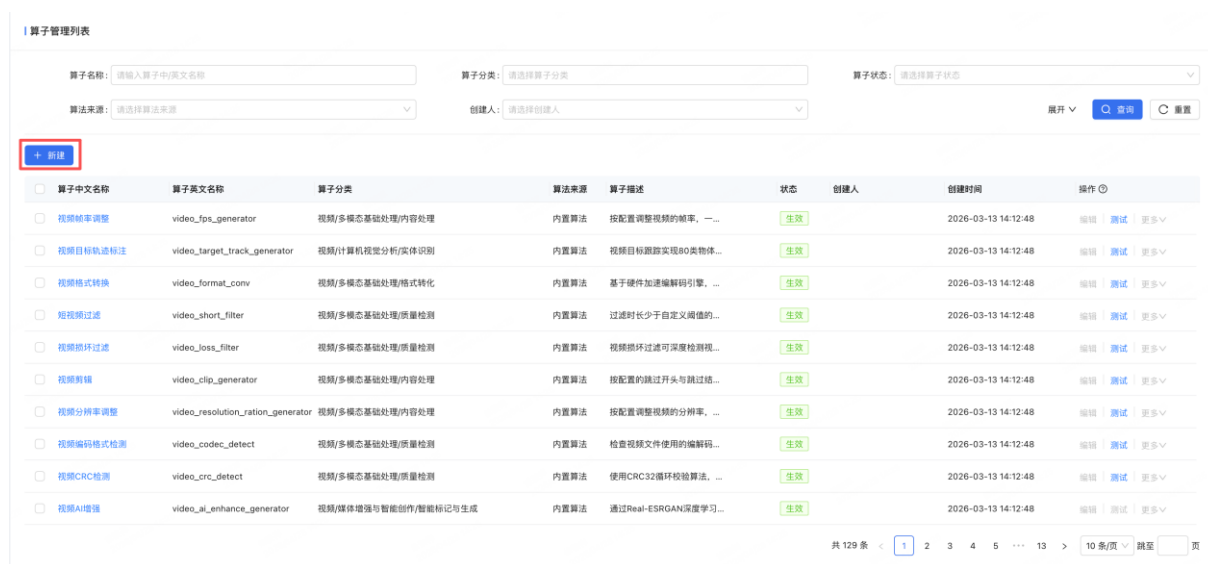 算子管理列表
算子名称: 请输入算子中/英文名称 算子分类: 请选择算子分类 算子状态: 请选择算子状态
算法来源: 请选择算法来源 创建人: 请选择创建人 展开 查询 重置
+ 新建
算子中文名称 算子英文名称 算子分类 算法来源 算子描述 状态 创建人 创建时间 操作
视频帧率调整 video_fps_generator 视频/多模态基础处理/内容处理 内置算法 按配置调整视频的帧率，一... 生效 2026-03-13 14:12:48 编辑 测试 更多
视频目标轨迹标注 video_target_track_generator 视频/计算机视觉分析/实体识别 内置算法 视频目标跟踪实现80类物体... 生效 2026-03-13 14:12:48 编辑 测试 更多
视频格式转换 video_format_conv 视频/多模态基础处理/格式转化 内置算法 基于硬件加速编解码引擎，... 生效 2026-03-13 14:12:48 编辑 测试 更多
短视频过滤 video_short_filter 视频/多模态基础处理/质量检测 内置算法 过滤时长少于自定义阈值的... 生效 2026-03-13 14:12:48 编辑 测试 更多
视频损坏过滤 video_loss_filter 视频/多模态基础处理/质量检测 内置算法 视频损坏过滤可深度检测视... 生效 2026-03-13 14:12:48 编辑 测试 更多
视频剪辑 video_clip_generator 视频/多模态基础处理/内容处理 内置算法 按配置的跳过开头与跳过结... 生效 2026-03-13 14:12:48 编辑 测试 更多
视频分辨率调整 video_resolution_ration_generator 视频/多模态基础处理/内容处理 内置算法 按配置调整视频的分辨率，... 生效 2026-03-13 14:12:48 编辑 测试 更多
视频编码格式检测 video_codec_detect 视频/多模态基础处理/质量检测 内置算法 检查视频文件使用的编解码... 生效 2026-03-13 14:12:48 编辑 测试 更多
视频CRC检测 video_crc_detect 视频/多模态基础处理/质量检测 内置算法 使用CRC32循环校验算法，... 生效 2026-03-13 14:12:48 编辑 测试 更多
视频AI增强 video_ai_enhance_generator 视频/媒体增强与智能创作/智能标记与生成 内置算法 通过Real-ESRGAN深度学习... 生效 2026-03-13 14:12:48 编辑 测试 更多
共 129 条 < 1 2 3 4 5 ··· 13 > 10 条/页 跳至 页